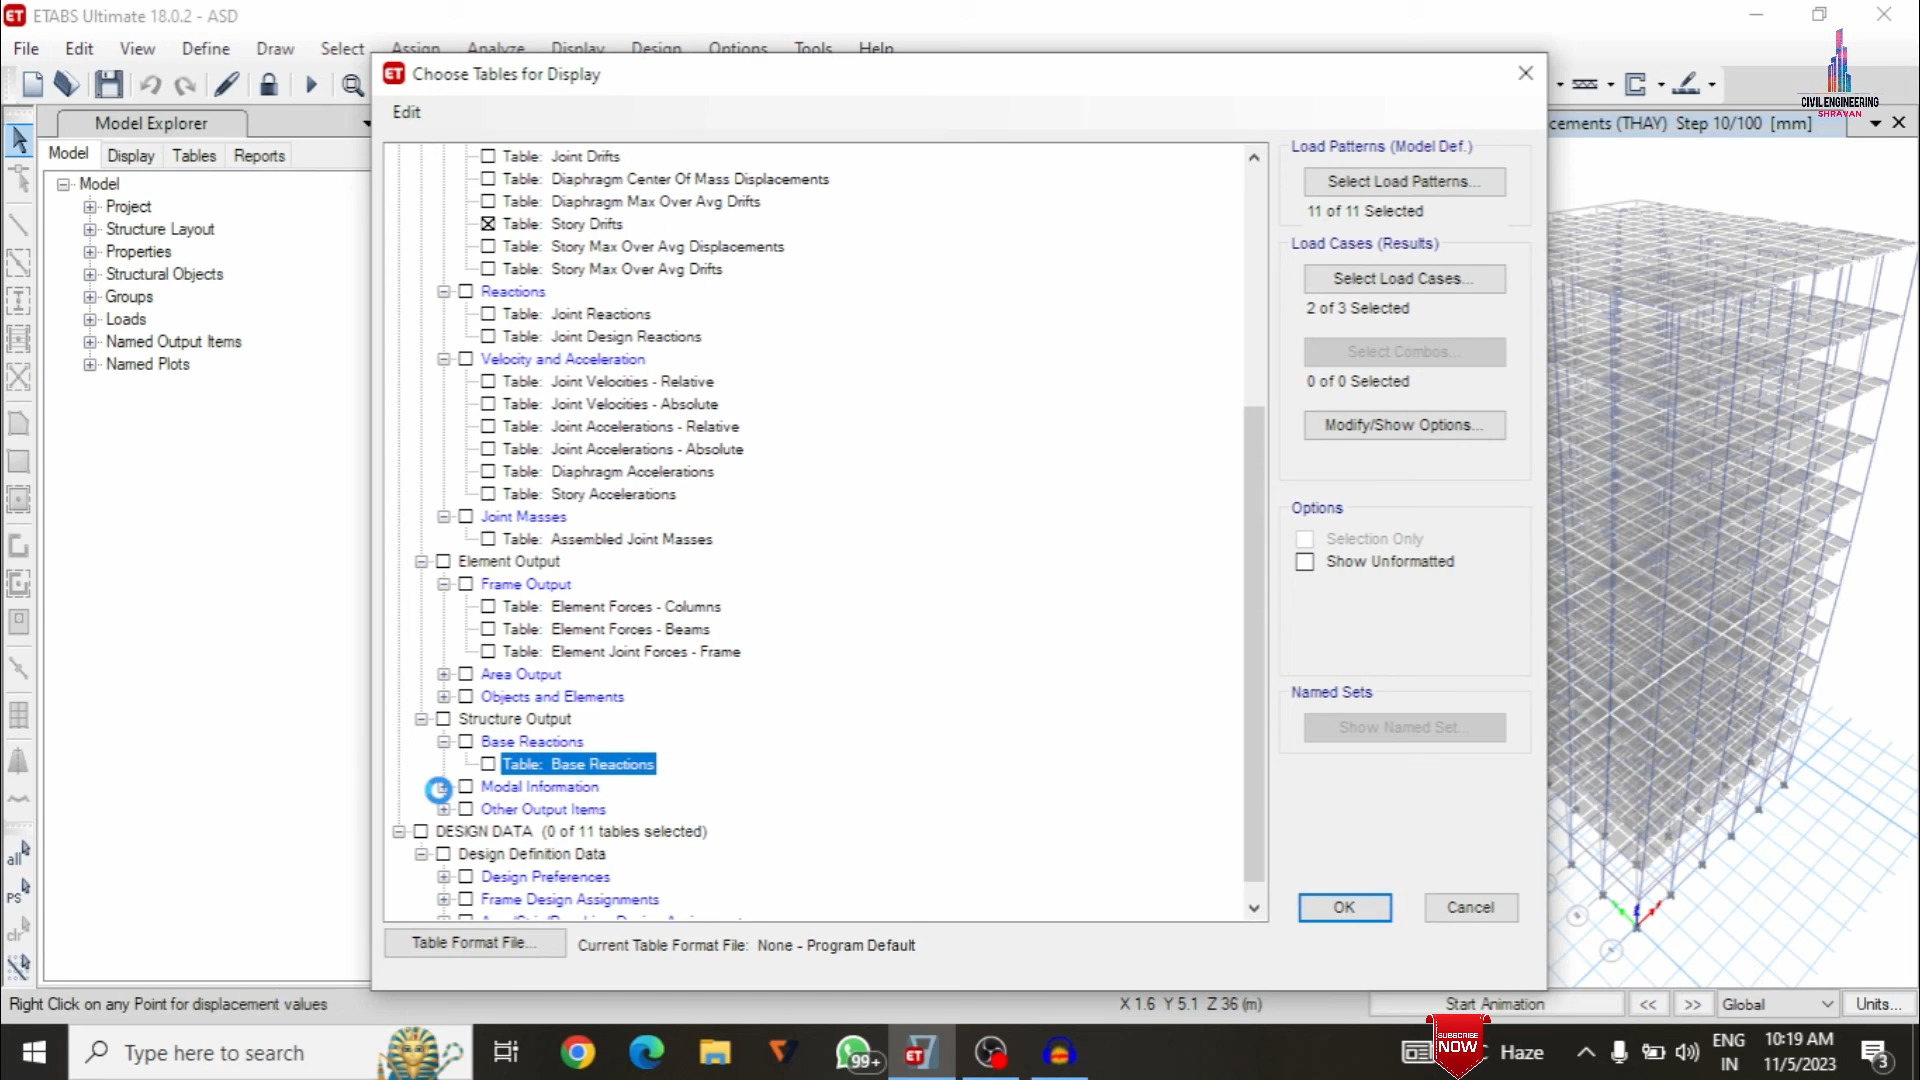 ETABS Ultimate 18.0.2 - ASD
File Edit View Define Draw Select Assign Analyze Display Design Options Tools Help
Choose Tables for Display
Edit
CIVIL ENGINEERING
SHRAVAN
Model Explorer
cements (THAY) Step 10/100 [mm]
Model Display Tables Reports
Model
Project
Structure Layout
Properties
Structural Objects
Groups
Loads
Named Output Items
Named Plots
Table: Joint Drifts
Table: Diaphragm Center Of Mass Displacements
Table: Diaphragm Max Over Avg Drifts
Table: Story Drifts
Table: Story Max Over Avg Displacements
Table: Story Max Over Avg Drifts
Reactions
Table: Joint Reactions
Table: Joint Design Reactions
Velocity and Acceleration
Table: Joint Velocities - Relative
Table: Joint Velocities - Absolute
Table: Joint Accelerations - Relative
Table: Joint Accelerations - Absolute
Table: Diaphragm Accelerations
Table: Story Accelerations
Joint Masses
Table: Assembled Joint Masses
Element Output
Frame Output
Table: Element Forces - Columns
Table: Element Forces - Beams
Table: Element Joint Forces - Frame
Area Output
Objects and Elements
Structure Output
Base Reactions
Table: Base Reactions
Modal Information
Other Output Items
DESIGN DATA (0 of 11 tables selected)
Design Definition Data
Design Preferences
Frame Design Assignments
Load Patterns (Model Def.)
Select Load Patterns...
11 of 11 Selected
Load Cases (Results)
Select Load Cases...
2 of 3 Selected
Select Combos...
0 of 0 Selected
Modify/Show Options...
Options
Selection Only
Show Unformatted
Named Sets
Show Named Set...
OK Cancel
Table Format File... Current Table Format File: None - Program Default
all
PS
clr
Right Click on any Point for displacement values
X 1.6 Y 5.1 Z 36 (m)
Start Animation << >> Global Units...
Type here to search
99+
SUBSCRIBE
NOW
C Haze
ENG
IN
10:19 AM
11/5/2023
3